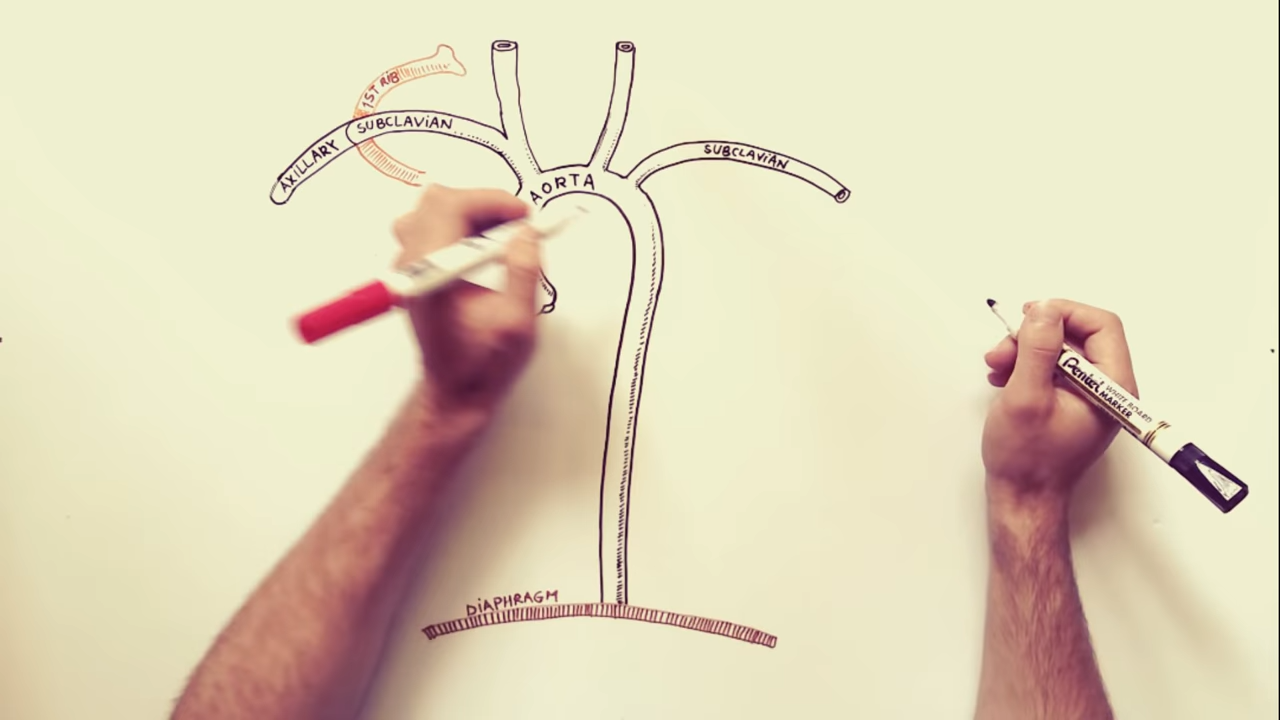 1ST RiB
SUBCLAViAN
AXiLLARY
AORTA
SUBCLAViAN
Pentel WHITE BOARD
MARKER
DiAPHRAGM